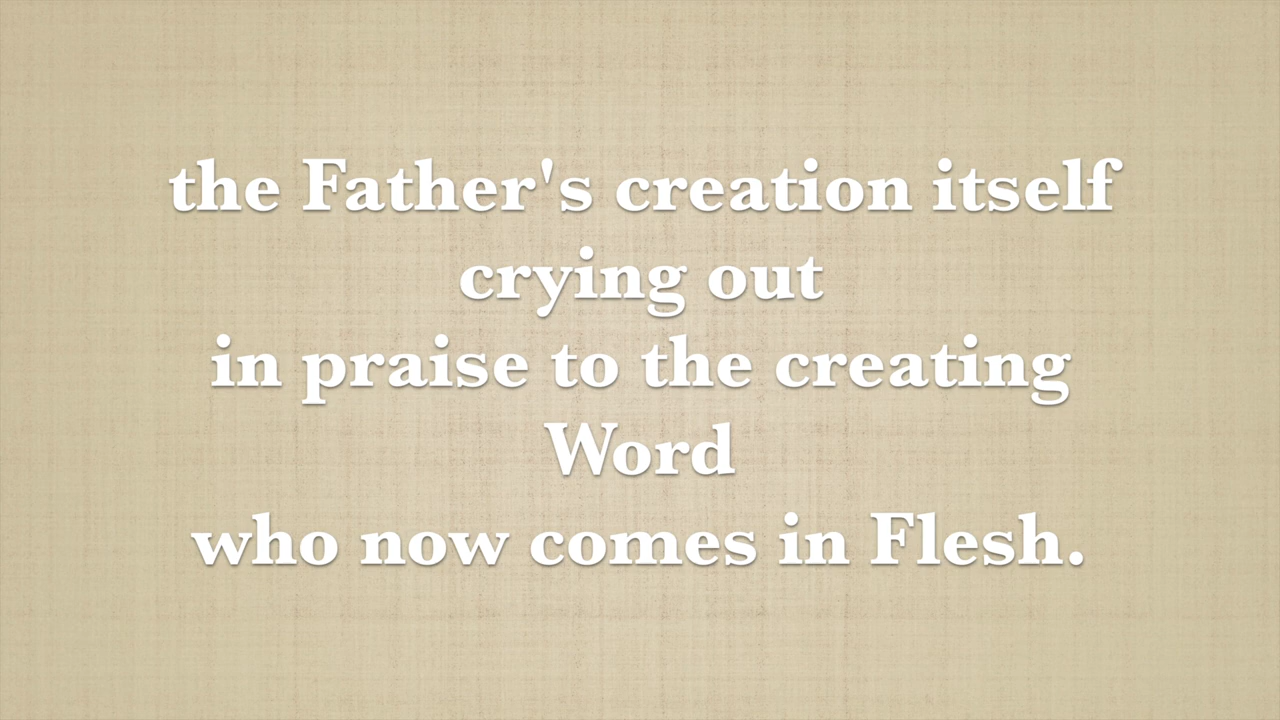 the Father's creation itself
crying out
in praise to the creating
Word
who now comes in Flesh.